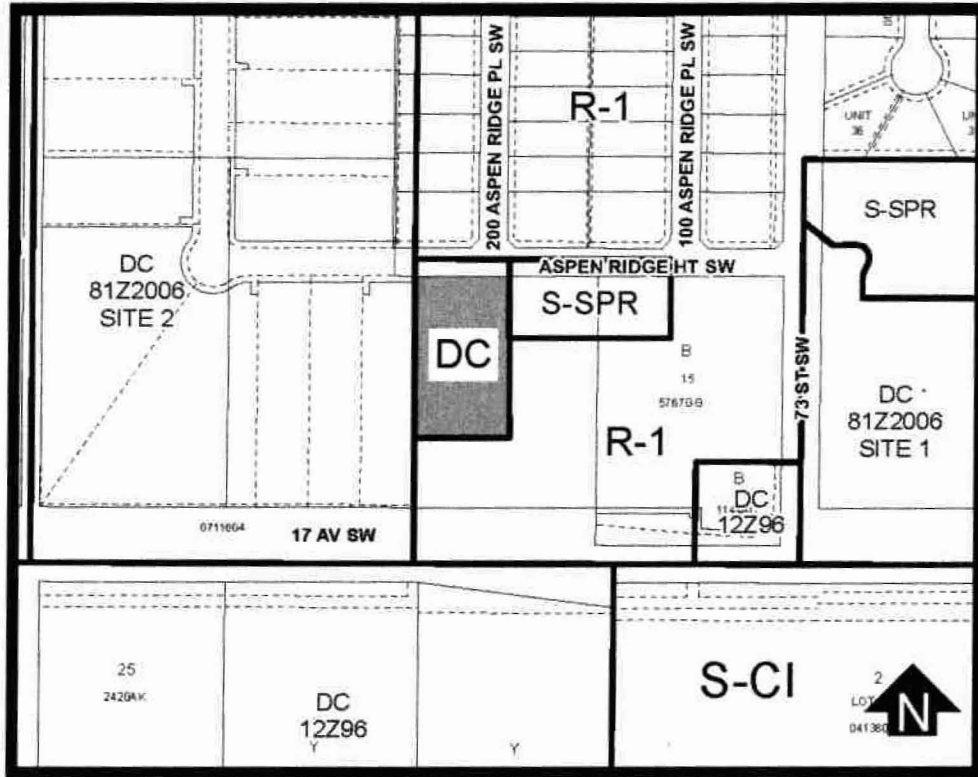 200 ASPEN RIDGE PL SW
R-1
100 ASPEN RIDGE PL SW
UNIT
36
S-SPR
DC
81Z2006
SITE 2
ASPEN RIDGE HT SW
S-SPR
DC
B
15
5767GG
R-1
73 ST SW
DC
81Z2006
SITE 1
B
DC
12Z96
0711664
17 AV SW
25
2420AK
DC
12Z96
Y
Y
S-CI
2
LOT
N